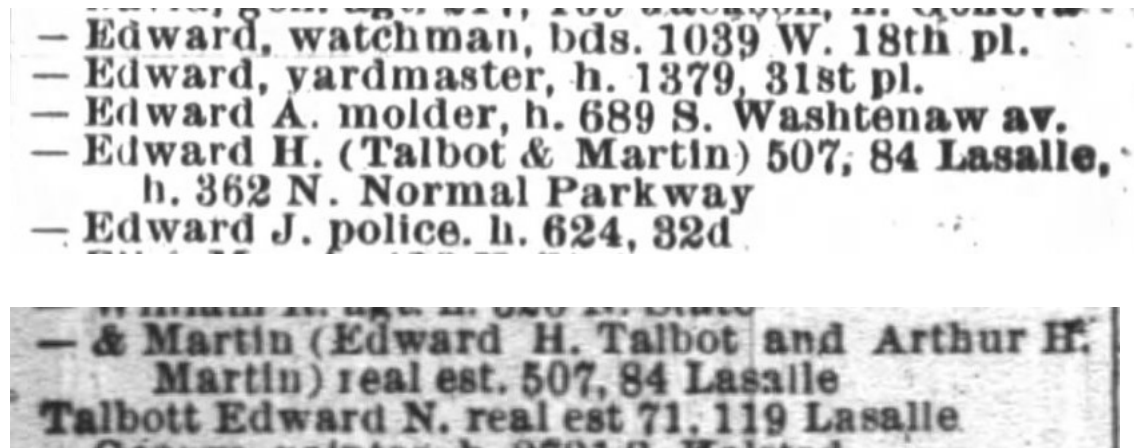 — Edward, watchman, bds. 1039 W. 18th pl.
— Edward, yardmaster, h. 1379, 31st pl.
— Edward A. molder, h. 689 S. Washtenaw av.
— Edward H. (Talbot & Martin) 507, 84 Lasalle,
h. 362 N. Normal Parkway
— Edward J. police. h. 624, 32d
— & Martin (Edward H. Talbot and Arthur H.
Martin) real est. 507, 84 Lasalle
Talbott Edward N. real est 71, 119 Lasalle